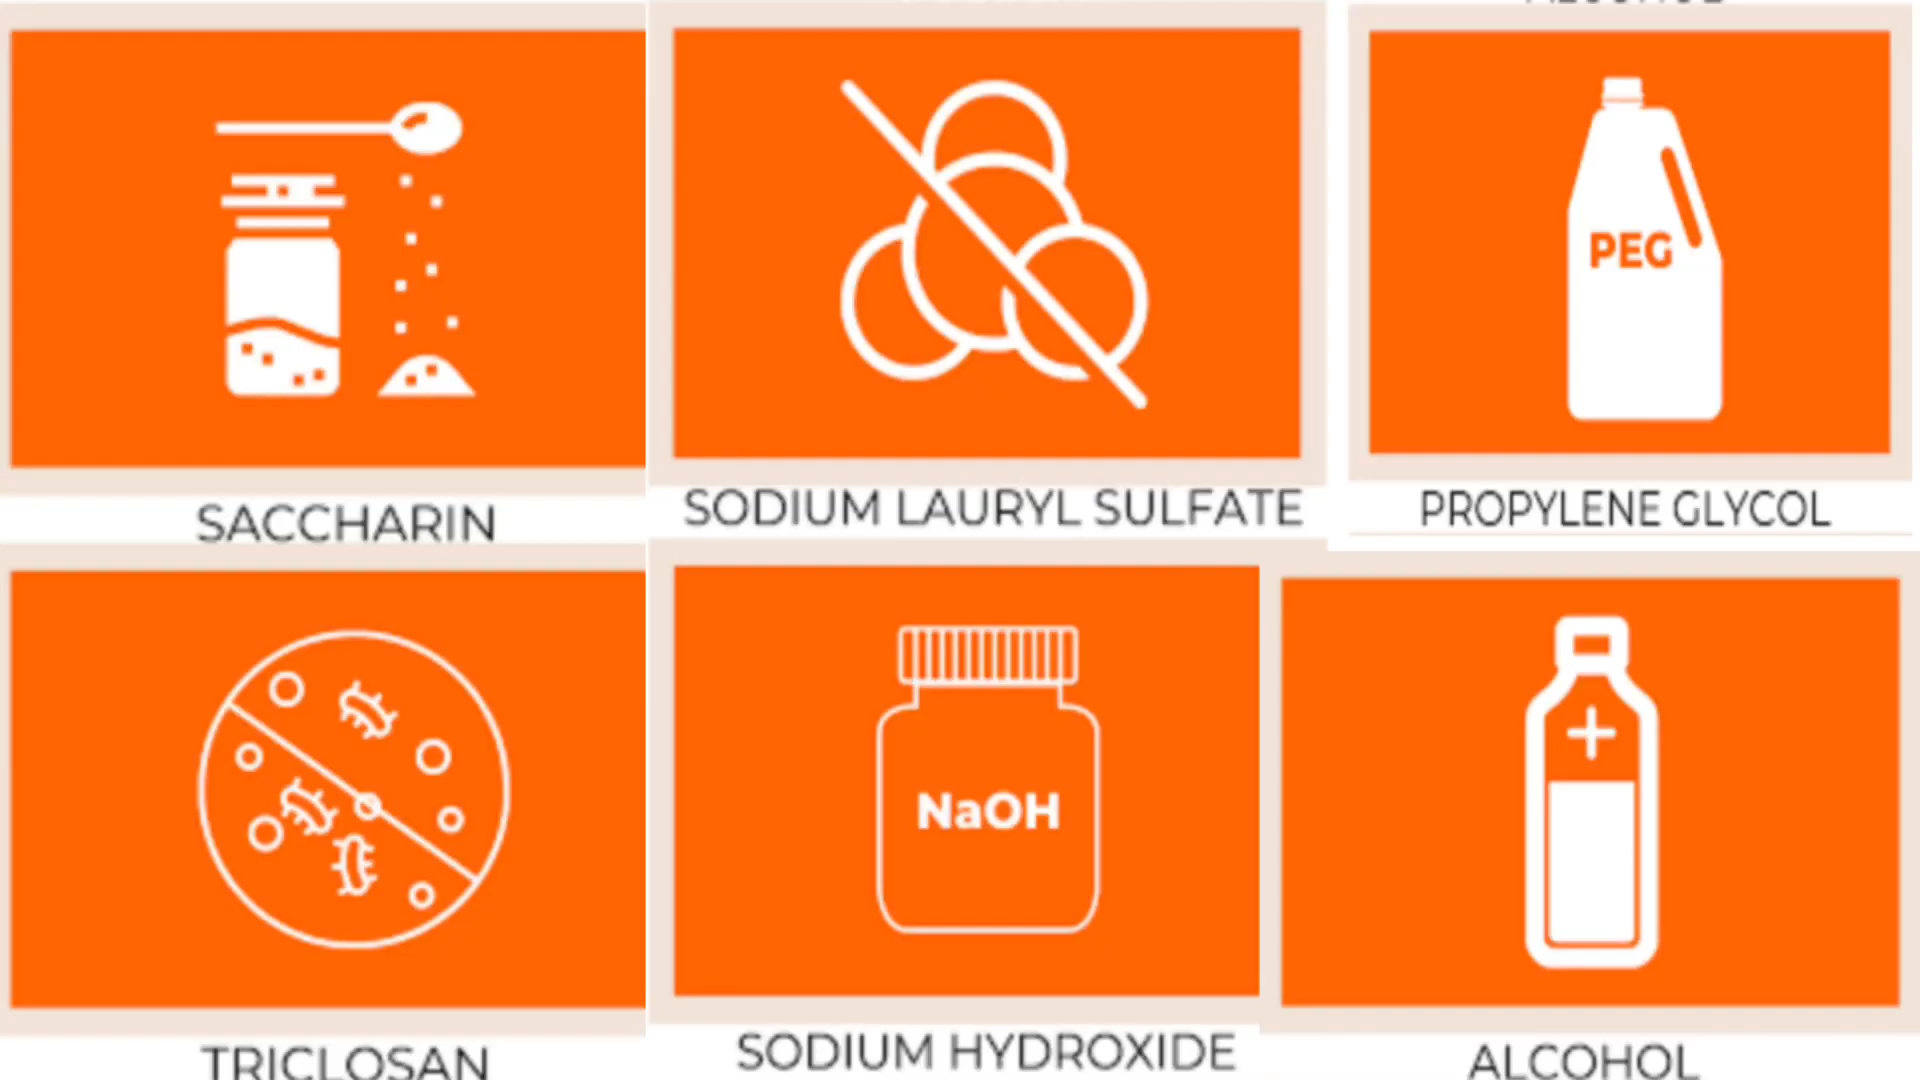 PEG
SACCHARIN
SODIUM LAURYL SULFATE
PROPYLENE GLYCOL
NaOH
TRICLOSAN
SODIUM HYDROXIDE
ALCOHOL